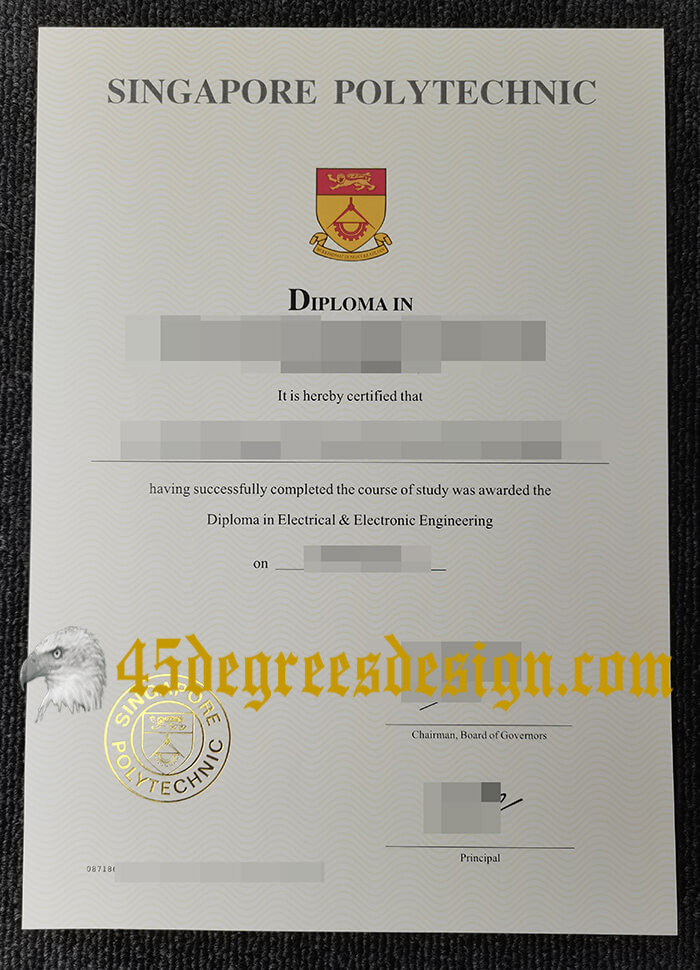 SINGAPORE POLYTECHNIC
DIPLOMA IN
It is hereby certified that
having successfully completed the course of study was awarded the
Diploma in Electrical & Electronic Engineering
on
45degreesdesign.com
SINGAPORE POLYTECHNIC
Chairman, Board of Governors
Principal